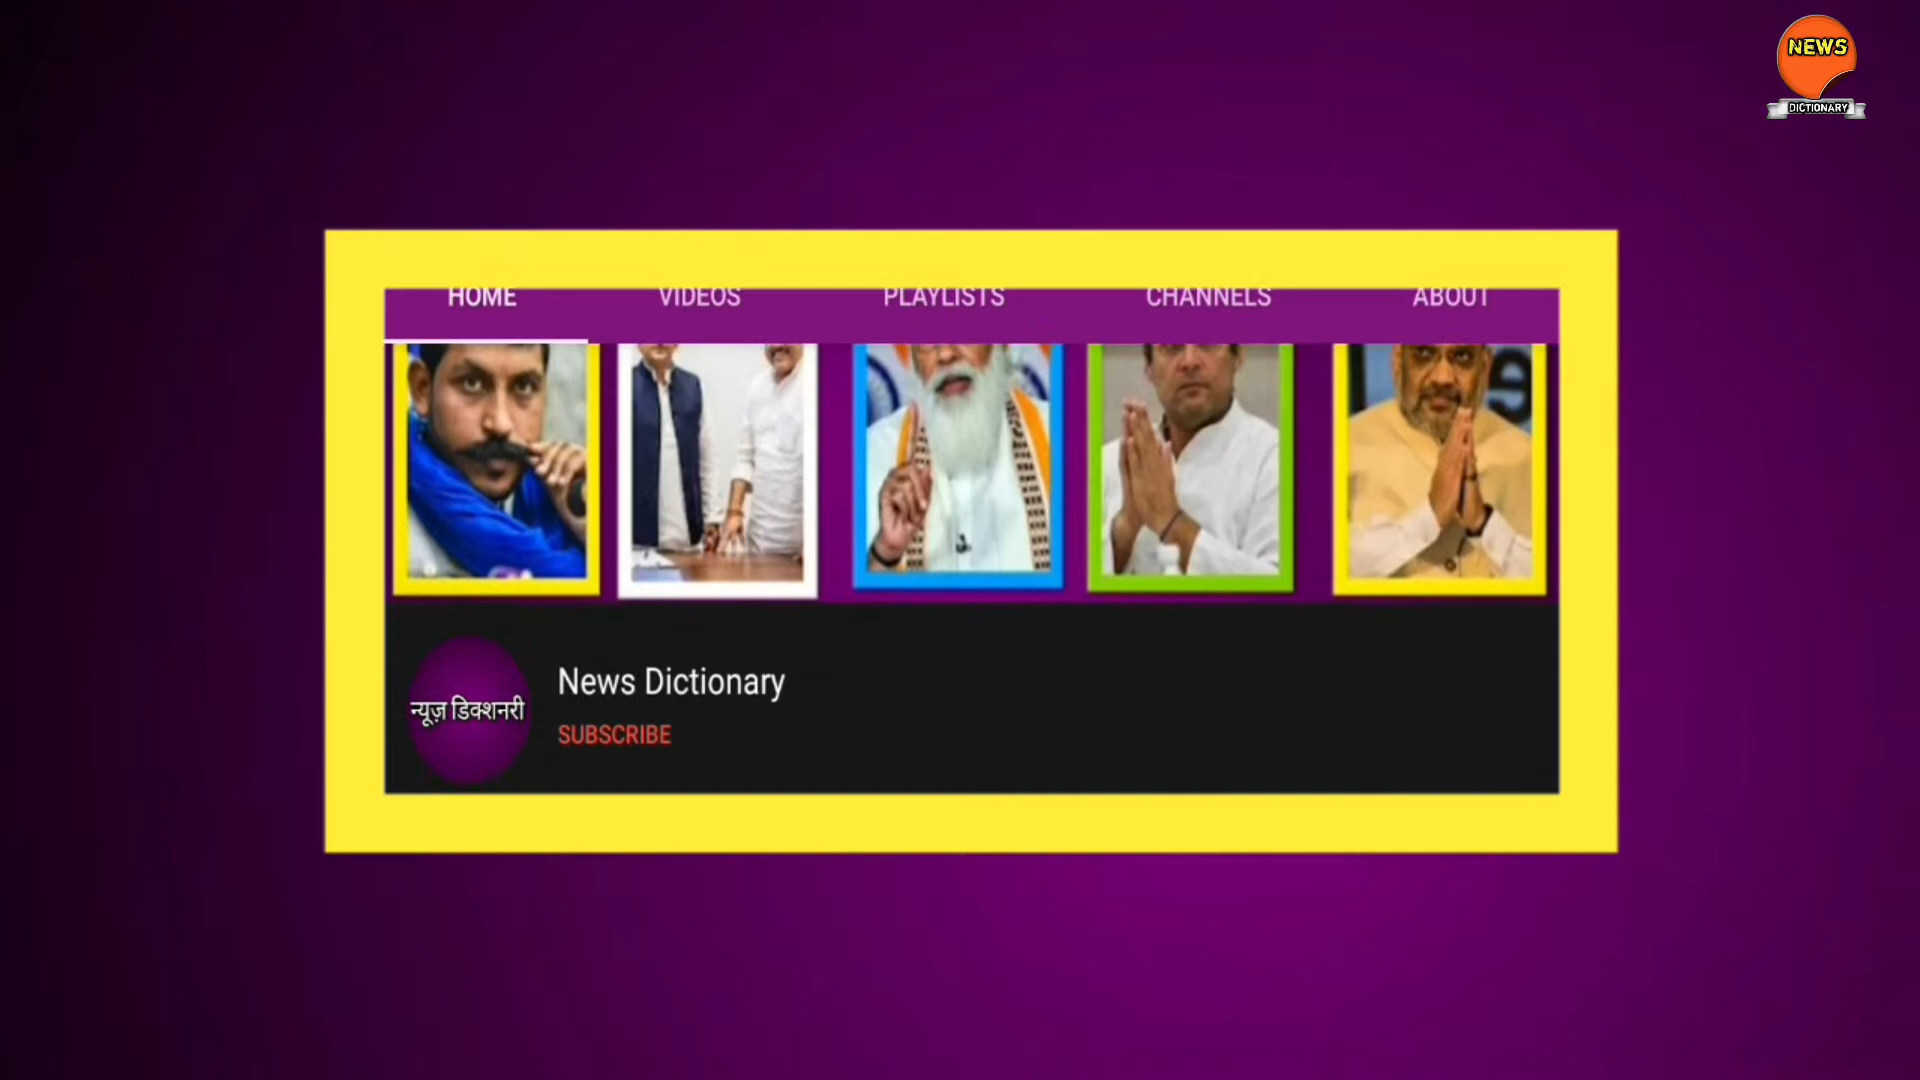 NEWS
DICTIONARY
HOME VIDEOS PLAYLISTS CHANNELS ABOUT
News Dictionary
न्यूज़ डिक्शनरी
SUBSCRIBE